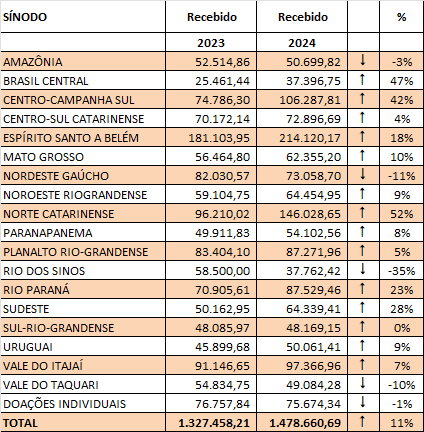 SÍNODO Recebido Recebido %
2023 2024
AMAZÔNIA 52.514,86 50.699,82 ↓ -3%
BRASIL CENTRAL 25.461,44 37.396,75 ↑ 47%
CENTRO-CAMPANHA SUL 74.786,30 106.287,81 ↑ 42%
CENTRO-SUL CATARINENSE 70.172,14 72.896,69 ↑ 4%
ESPÍRITO SANTO A BELÉM 181.103,95 214.120,17 ↑ 18%
MATO GROSSO 56.464,80 62.355,20 ↑ 10%
NORDESTE GAÚCHO 82.030,57 73.058,70 ↓ -11%
NOROESTE RIOGRANDENSE 59.104,75 64.454,95 ↑ 9%
NORTE CATARINENSE 96.210,02 146.028,65 ↑ 52%
PARANAPANEMA 49.911,83 54.102,56 ↑ 8%
PLANALTO RIO-GRANDENSE 83.404,10 87.271,96 ↑ 5%
RIO DOS SINOS 58.500,00 37.762,42 ↓ -35%
RIO PARANÁ 70.905,61 87.529,46 ↑ 23%
SUDESTE 50.162,95 64.339,41 ↑ 28%
SUL-RIO-GRANDENSE 48.085,97 48.169,15 ↑ 0%
URUGUAI 45.899,68 50.061,41 ↑ 9%
VALE DO ITAJAÍ 91.146,65 97.366,96 ↑ 7%
VALE DO TAQUARI 54.834,75 49.084,28 ↓ -10%
DOAÇÕES INDIVIDUAIS 76.757,84 75.674,34 ↓ -1%
TOTAL 1.327.458,21 1.478.660,69 ↑ 11%